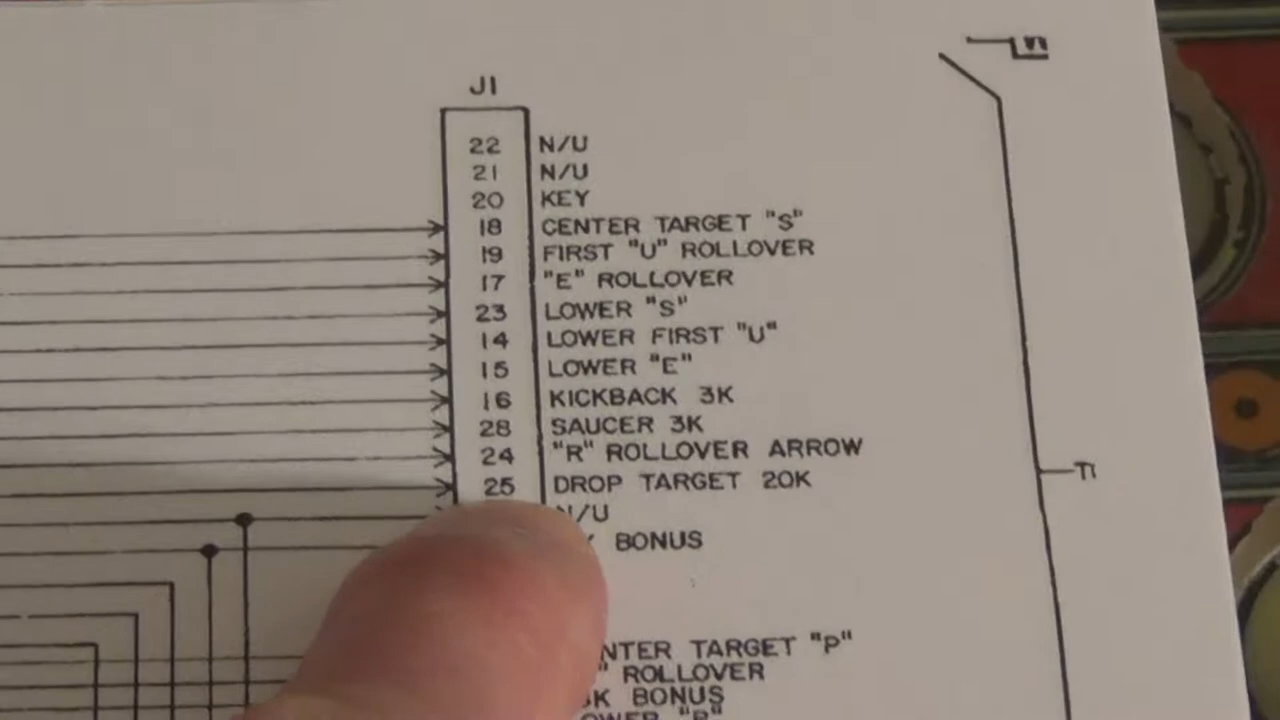 J1
22 N/U
21 N/U
20 KEY
18 CENTER TARGET "S"
19 FIRST "U" ROLLOVER
17 "E" ROLLOVER
23 LOWER "S"
14 LOWER FIRST "U"
15 LOWER "E"
16 KICKBACK 3K
28 SAUCER 3K
24 "R" ROLLOVER ARROW
25 DROP TARGET 20K
N/U
BONUS
TARGET "P"
ROLLOVER
BONUS
"R"